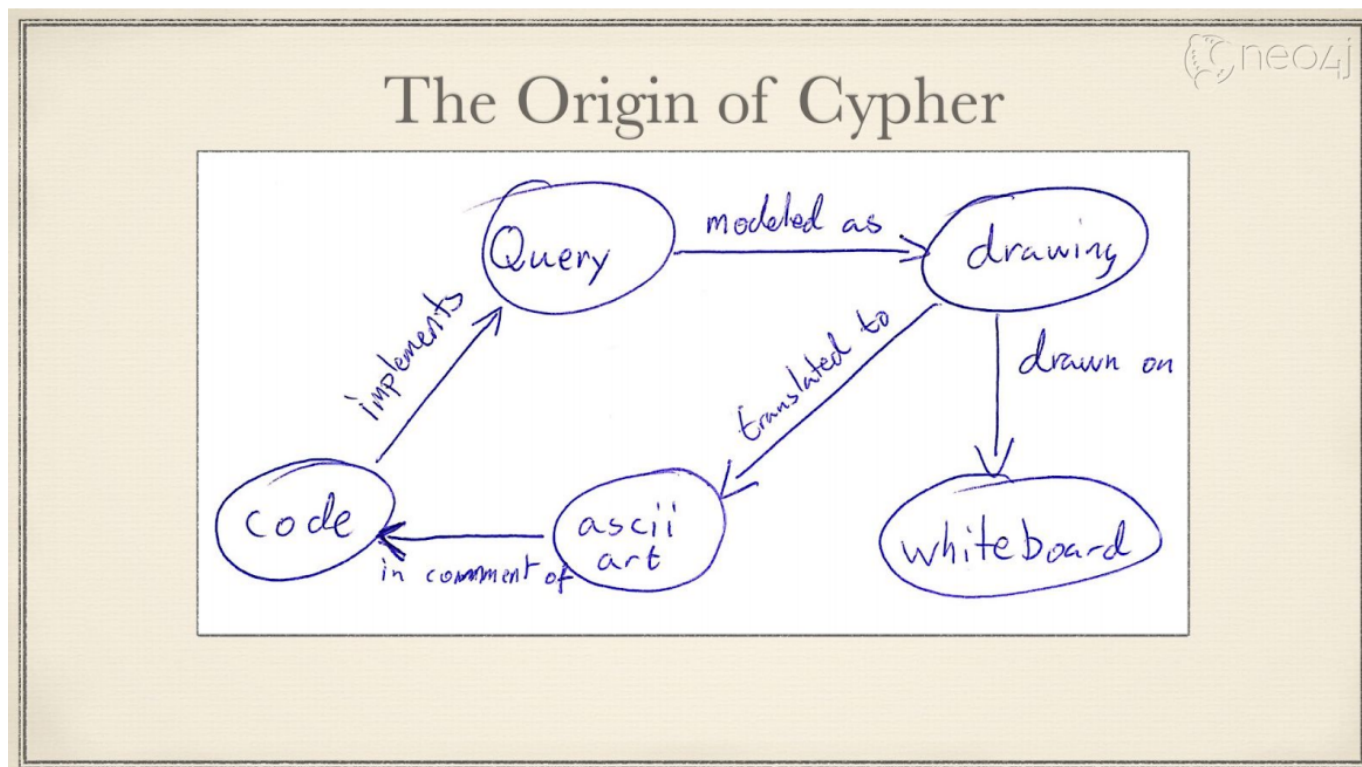 neo4j
The Origin of Cypher
Query
modeled as
drawing
implements
translated to
drawn on
code
in comment of
ascii
art
whiteboard